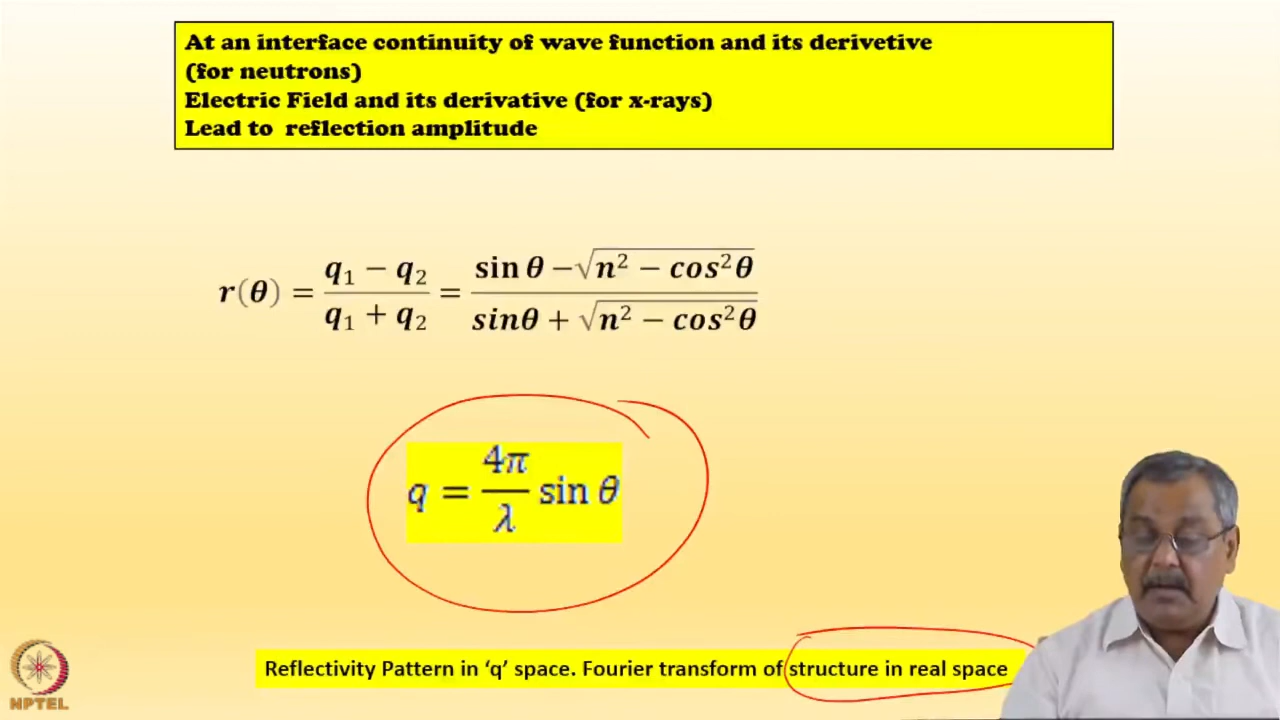 At an interface continuity of wave function and its derivetive
(for neutrons)
Electric Field and its derivative (for x-rays)
Lead to reflection amplitude
r(θ) = (q₁ − q₂)/(q₁ + q₂) = (sin θ − √(n² − cos²θ))/(sinθ + √(n² − cos²θ))
q = 4π/λ sin θ
Reflectivity Pattern in ‘q’ space. Fourier transform of structure in real space
NPTEL